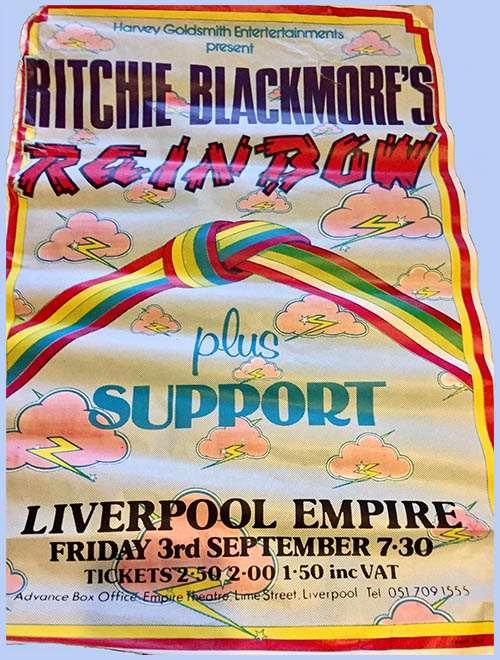 Harvey Goldsmith Entertertainments
present
RITCHIE BLACKMORE'S
RAINBOW
plus
SUPPORT
LIVERPOOL EMPIRE
FRIDAY 3rd SEPTEMBER 7·30
TICKETS 2·50 2·00 1·50 inc VAT
Advance Box Office Empire Theatre, Lime Street, Liverpool Tel 051 709 1555